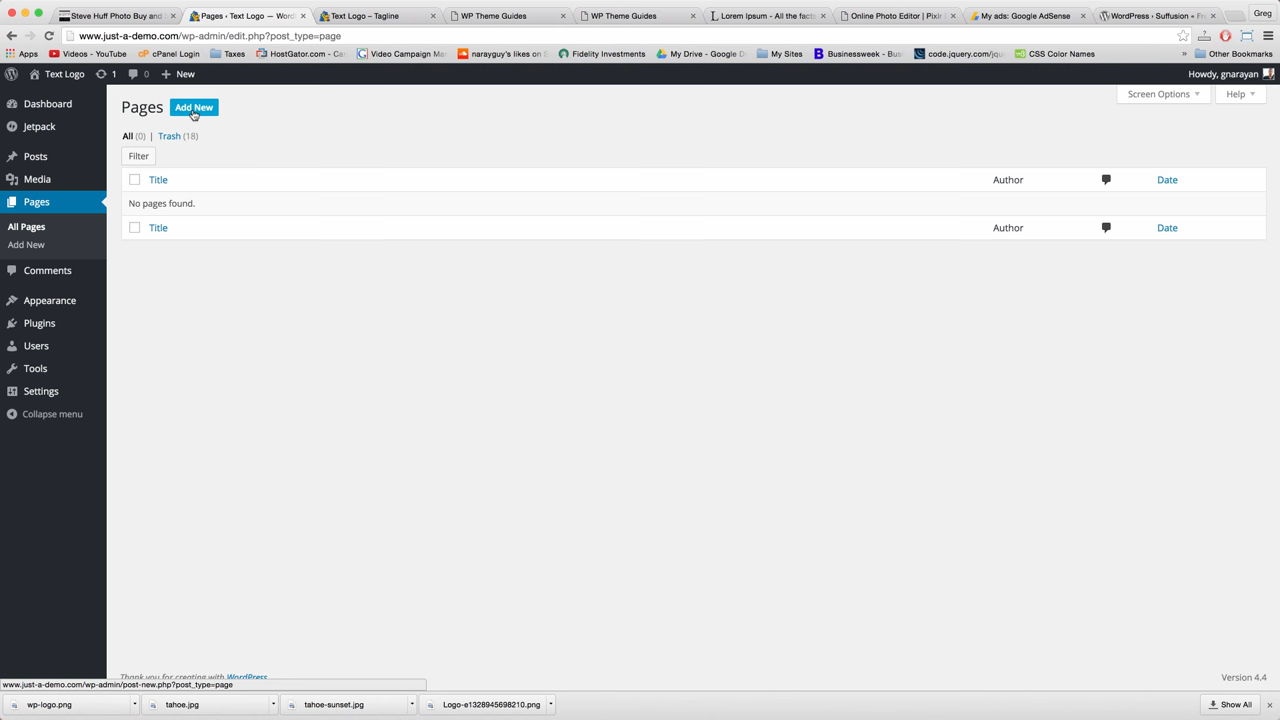 Steve Huff Photo Buy and
Pages ‹ Text Logo — Wor
Text Logo – Tagline
WP Theme Guides
WP Theme Guides
Lorem Ipsum - All the facts
Online Photo Editor | Pixlr
My ads: Google AdSense
WordPress › Suffusion « Fre
Greg
www.just-a-demo.com/wp-admin/edit.php?post_type=page
Apps
Videos - YouTube
cPanel Login
Taxes
HostGator.com - Ca
Video Campaign Ma
narayguy's likes on
Fidelity Investments
My Drive - Google D
My Sites
Businessweek - Bus
code.jquery.com/jqu
CSS Color Names
»
Other Bookmarks
Text Logo
1
0
New
Howdy, gnarayan
Dashboard
Jetpack
Posts
Media
Pages
All Pages
Add New
Comments
Appearance
Plugins
Users
Tools
Settings
Collapse menu
Pages
Add New
Screen Options
Help
All (0) | Trash (18)
Filter
Title Author Date
No pages found.
Title Author Date
Thank you for creating with WordPress.
Version 4.4
www.just-a-demo.com/wp-admin/post-new.php?post_type=page
wp-logo.png
tahoe.jpg
tahoe-sunset.jpg
Logo-e1328945698210.png
Show All